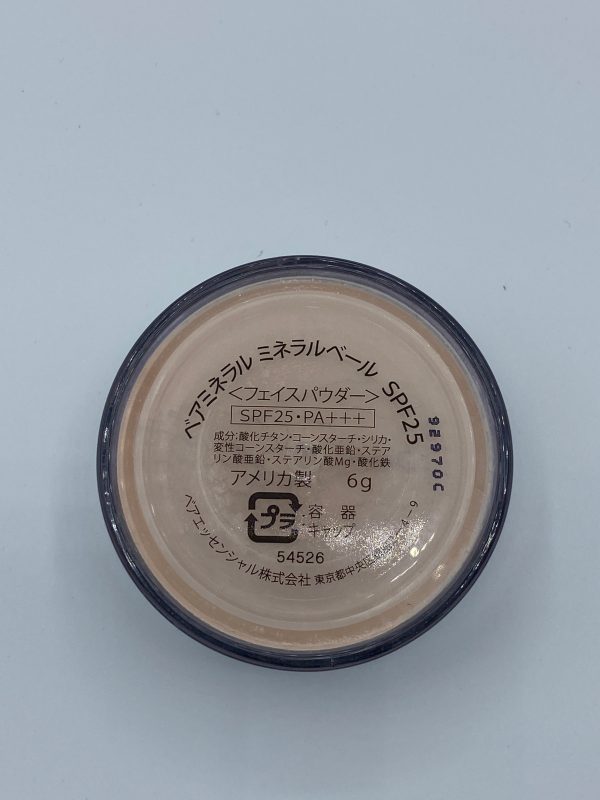 ベアミネラル ミネラルベール SPF25
<フェイスパウダー>
SPF25・PA+++
成分:酸化チタン・コーンスターチ・シリカ・
変性コーンスターチ・酸化亜鉛・ステア
リン酸亜鉛・ステアリン酸Mg・酸化鉄
アメリカ製 6g
プラ
容器
キャップ
54526
ベアエッセンシャル株式会社 東京都中央区
4-9
92970C